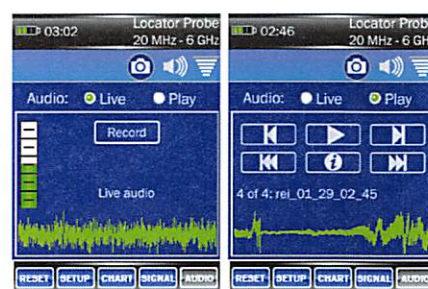 03:02 Locator Probe
20 MHz - 6 GHz
Audio: Live Play
Record
Live audio
RESET SETUP CHART SIGNAL AUDIO
02:46 Locator Prob
20 MHz - 6 GH
Audio: Live Play
4 of 4: rei_01_29_02_45
RESET SETUP CHART SIGNAL AUDIO